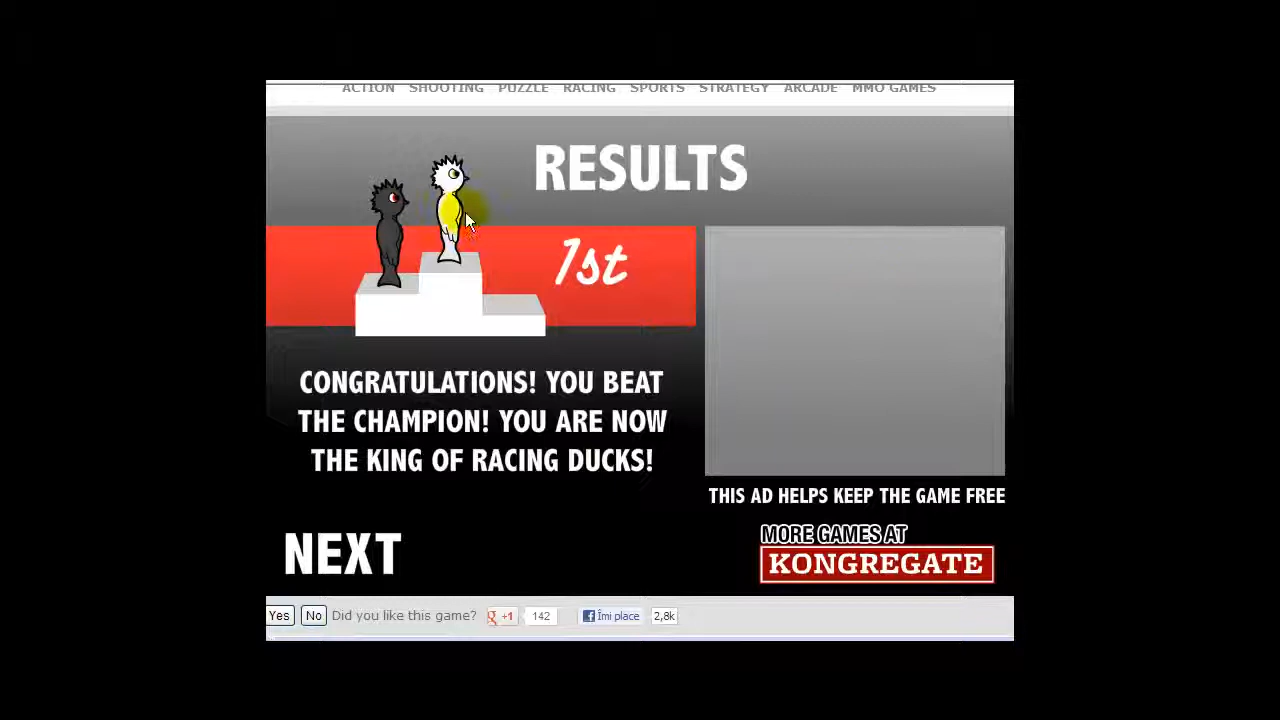 ACTION SHOOTING PUZZLE RACING SPORTS STRATEGY ARCADE MMO GAMES
RESULTS
1st
CONGRATULATIONS! YOU BEAT
THE CHAMPION! YOU ARE NOW
THE KING OF RACING DUCKS!
THIS AD HELPS KEEP THE GAME FREE
NEXT
MORE GAMES AT
KONGREGATE
Yes No Did you like this game? g +1 142 f Îmi place 2,8k